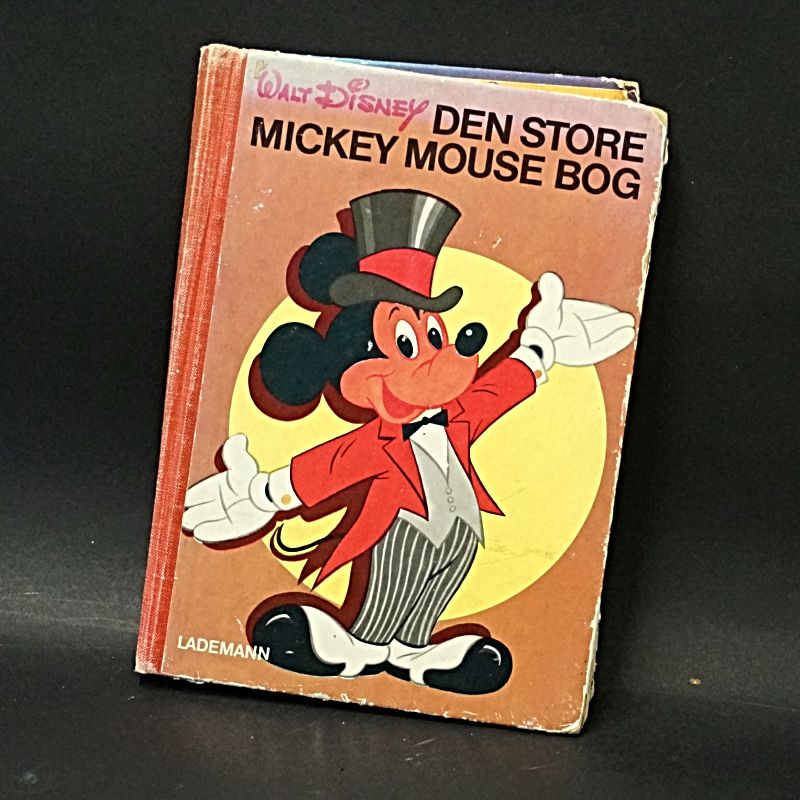 WALT DISNEY DEN STORE
MICKEY MOUSE BOG
LADEMANN